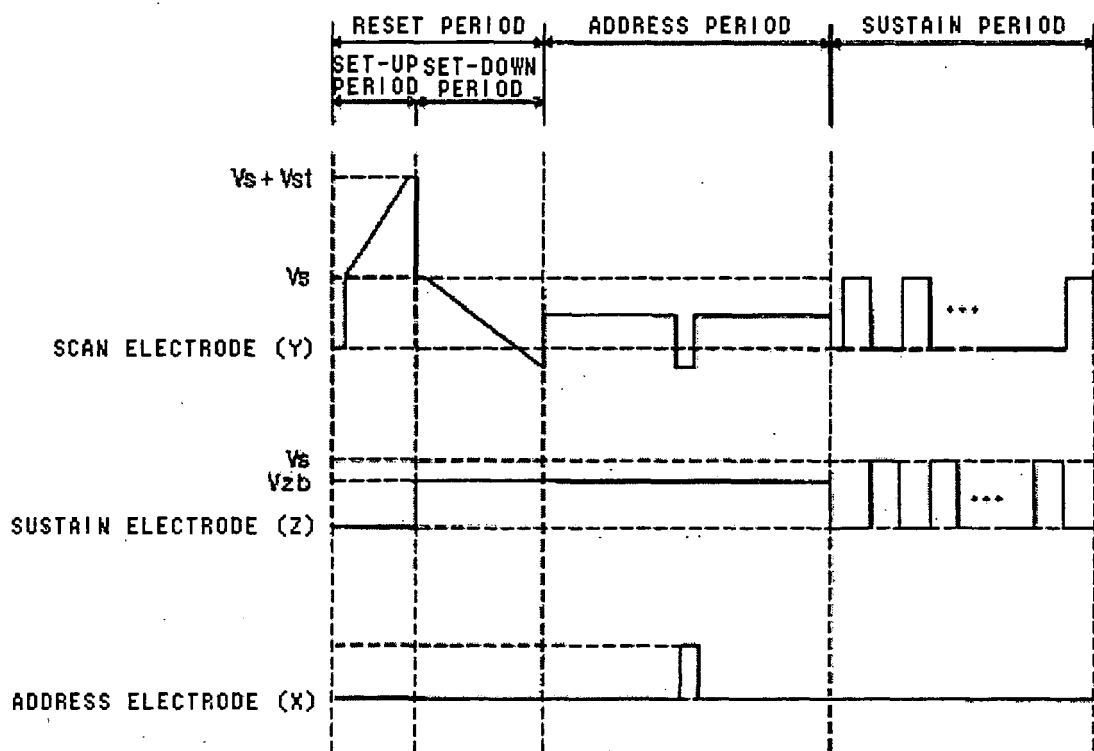 RESET PERIOD
ADDRESS PERIOD
SUSTAIN PERIOD
SET-UP PERIOD
SET-DOWN PERIOD
Vs + Vst
Vs
SCAN ELECTRODE (Y)
Vs
Vzb
SUSTAIN ELECTRODE (Z)
ADDRESS ELECTRODE (X)